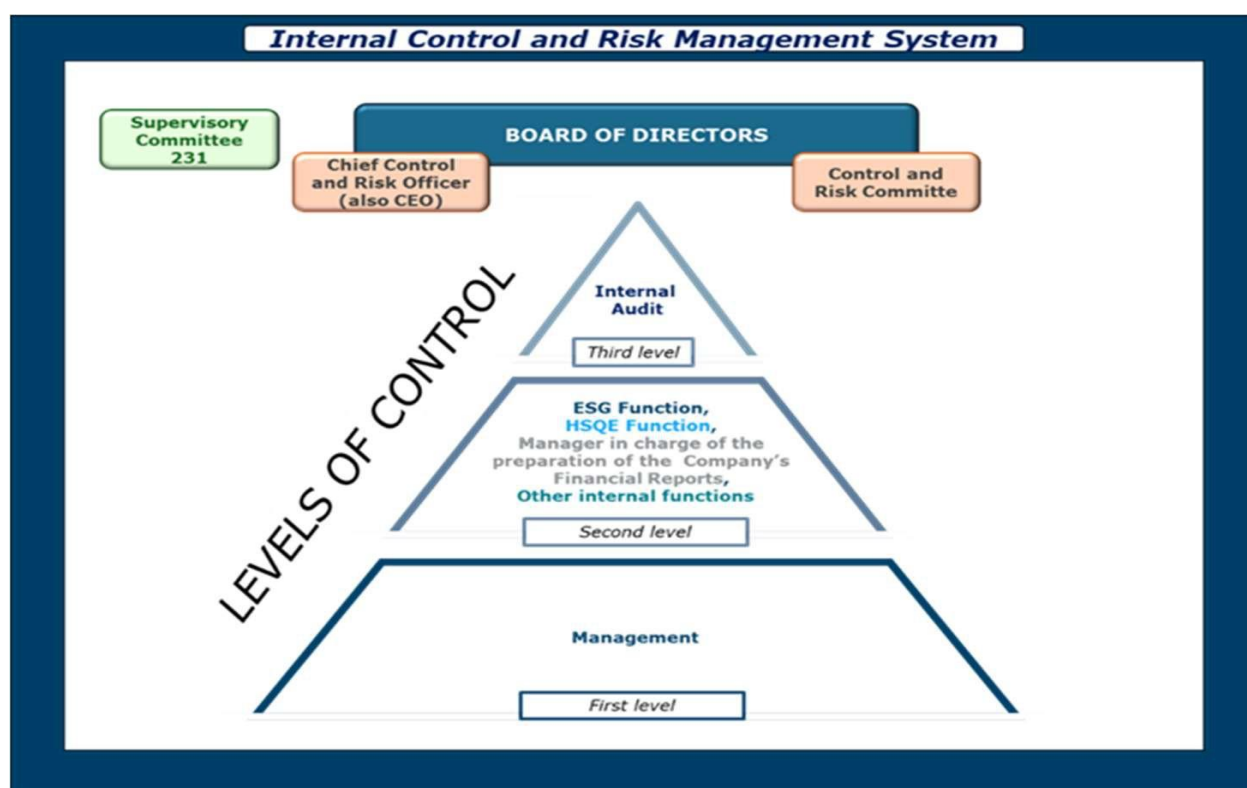 Internal Control and Risk Management System
Supervisory
Committee
231
BOARD OF DIRECTORS
Chief Control
and Risk Officer
(also CEO)
Control and
Risk Committe
LEVELS OF CONTROL
Internal
Audit
Third level
ESG Function,
HSQE Function,
Manager in charge of the
preparation of the Company's
Financial Reports,
Other internal functions
Second level
Management
First level